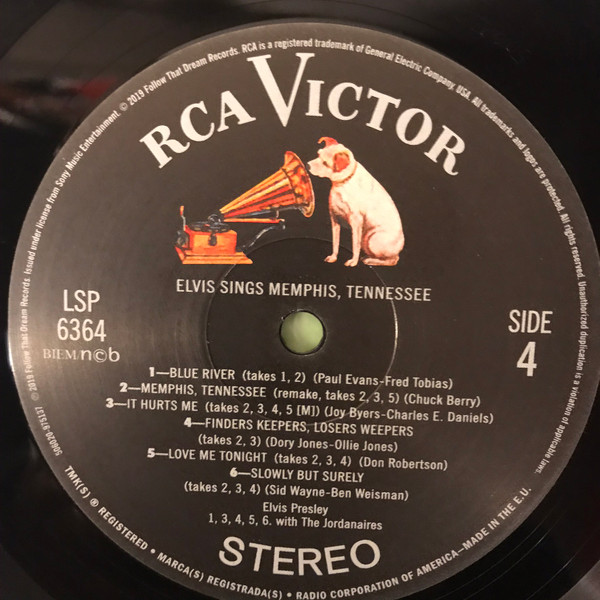 ℗ 2019 Follow That Dream Records. Issued under license from Sony Music Entertainment. © 2019 Follow That Dream Records. RCA is a registered trademark of General Electric Company, USA. All trademarks and logos are protected. All rights reserved. Unauthorized duplication is a violation of applicable laws.
RCA VICTOR
ELVIS SINGS MEMPHIS, TENNESSEE
LSP
6364
BIEM/n©b
SIDE
4
1—BLUE RIVER (takes 1, 2) (Paul Evans-Fred Tobias)
2—MEMPHIS, TENNESSEE (remake, takes 2, 3, 5) (Chuck Berry)
3—IT HURTS ME (takes 2, 3, 4, 5 [M]) (Joy Byers-Charles E. Daniels)
4—FINDERS KEEPERS, LOSERS WEEPERS
(takes 2, 3) (Dory Jones-Ollie Jones)
5—LOVE ME TONIGHT (takes 2, 3, 4) (Don Robertson)
6—SLOWLY BUT SURELY
(takes 2, 3, 4) (Sid Wayne-Ben Weisman)
Elvis Presley
1, 3, 4, 5, 6. with The Jordanaires
STEREO
506020-975137
TMK(S) ® REGISTERED • MARCA(S) REGISTRADA(S) • RADIO CORPORATION OF AMERICA—MADE IN THE E.U.